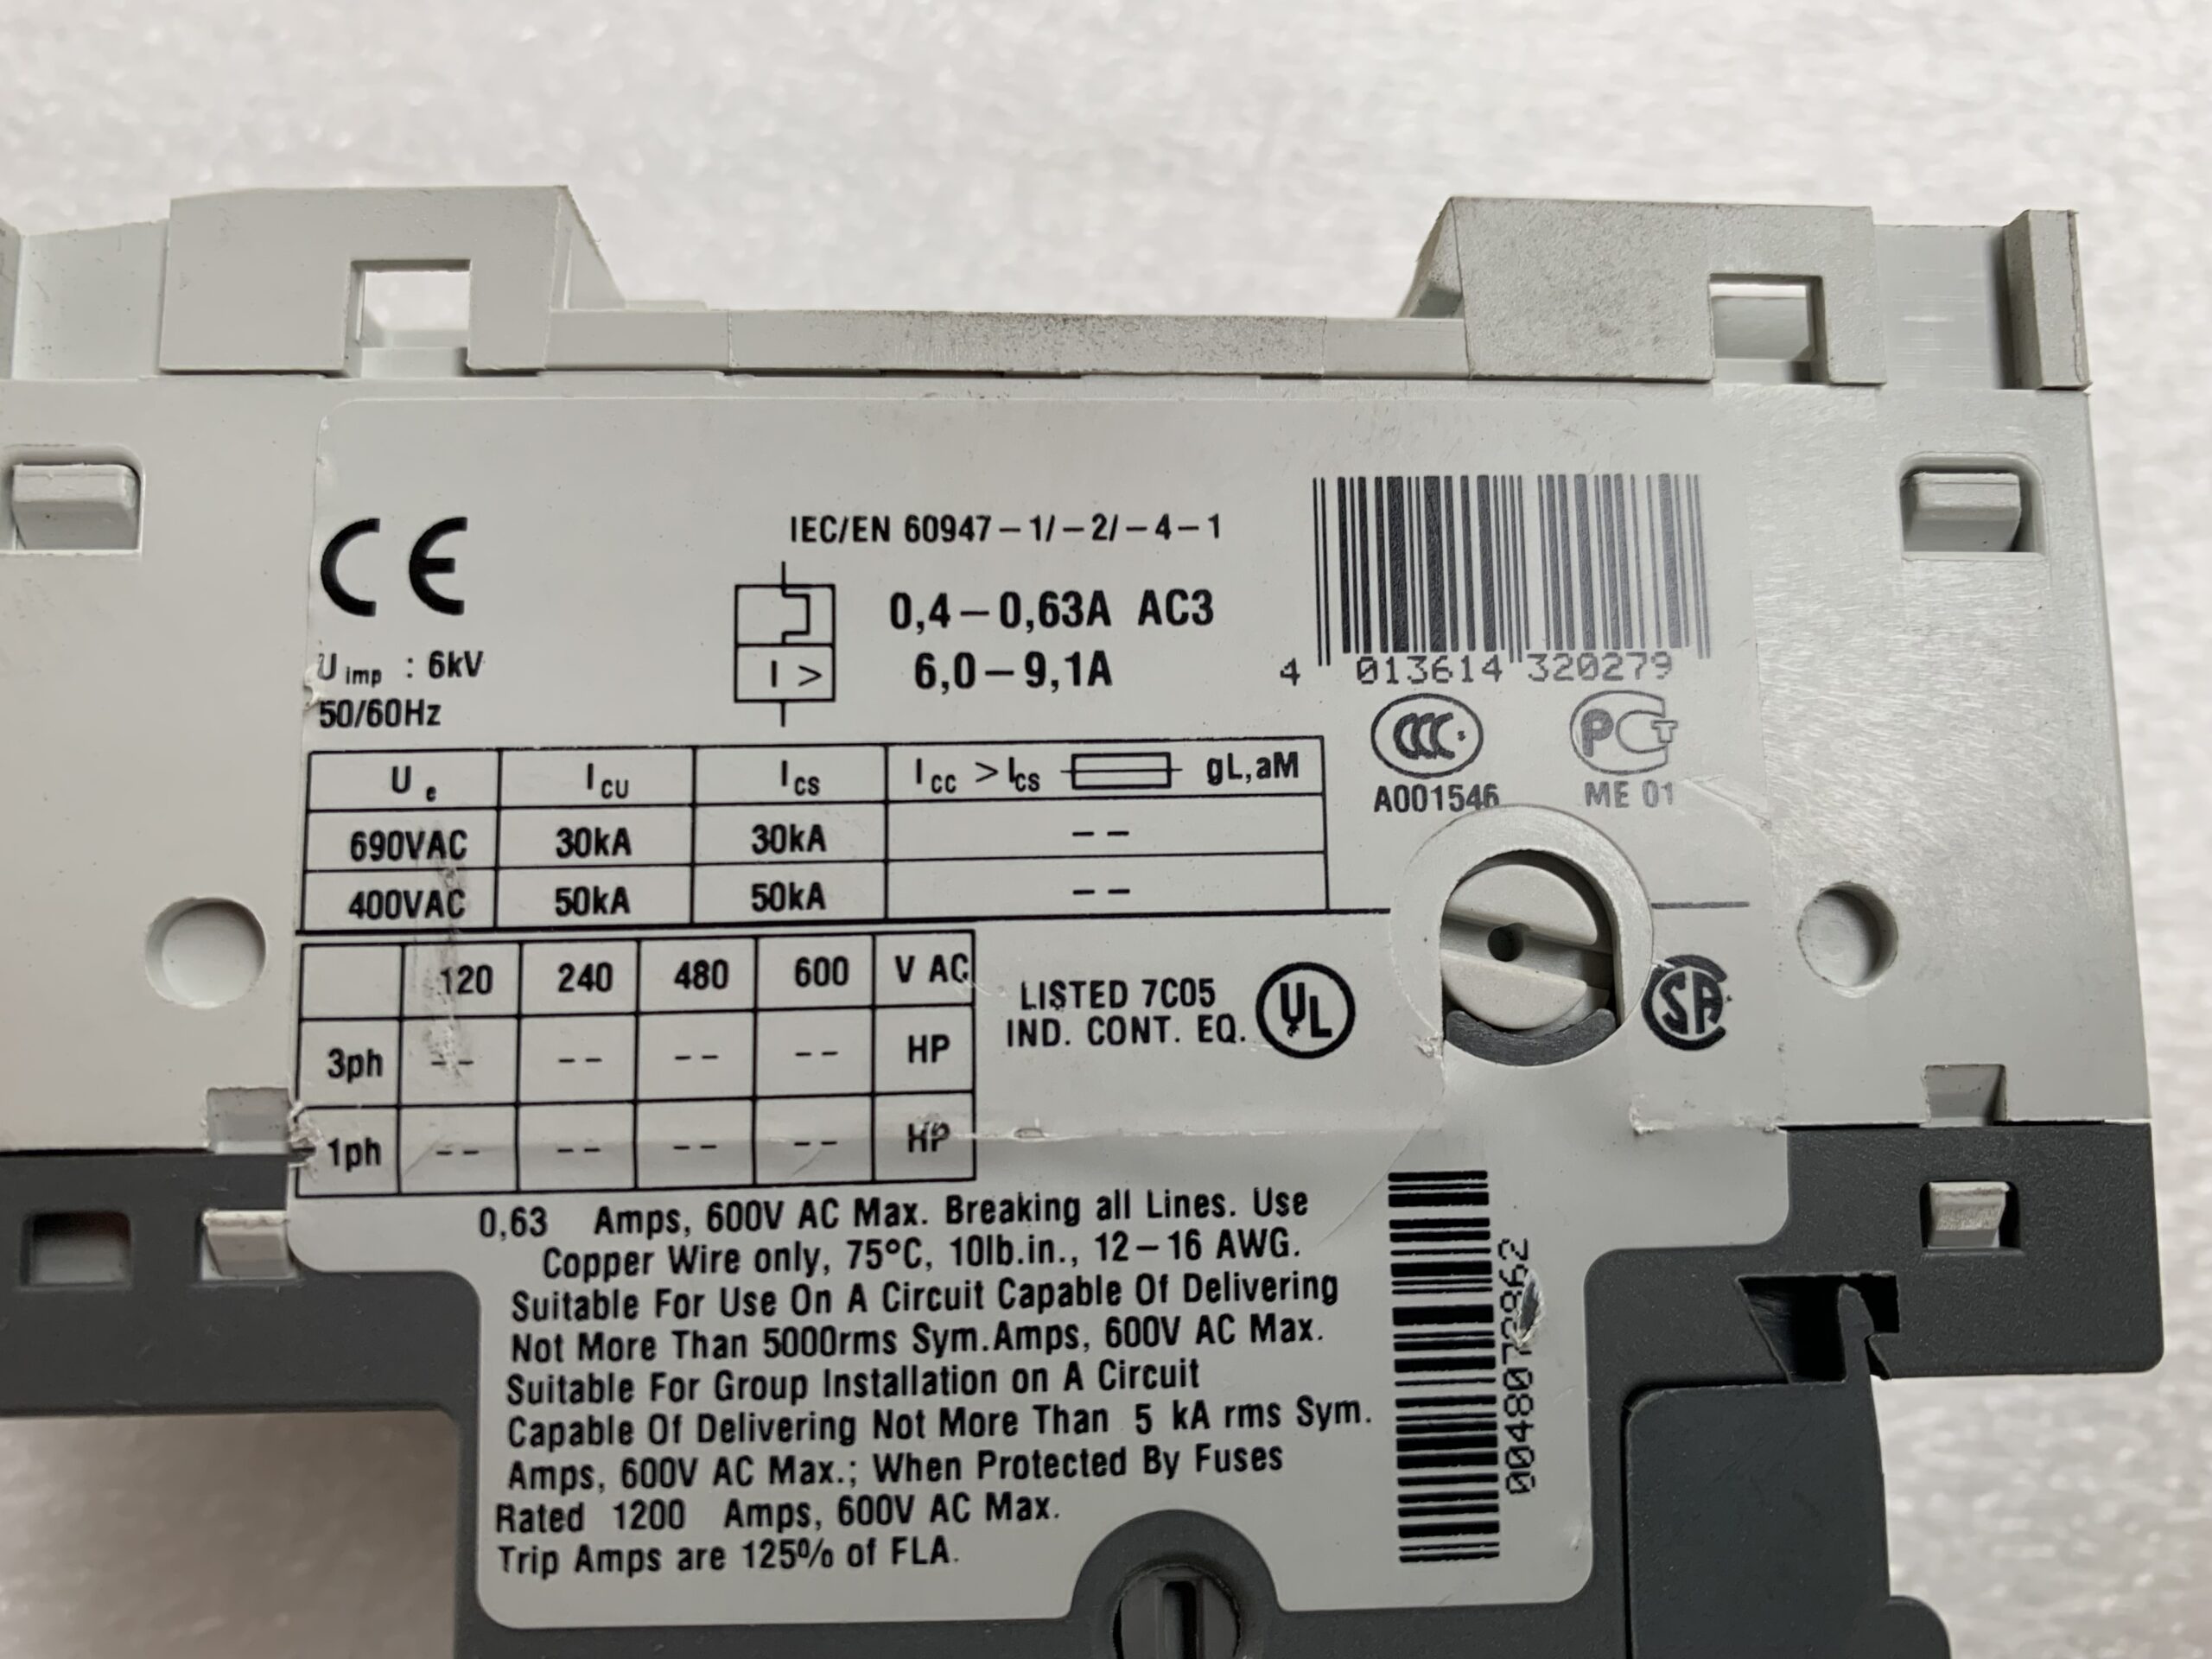 CE
IEC/EN 60947-1/-2/-4-1
0,4-0,63A AC3
I > 6,0-9,1A
4 013614 320279
U imp : 6kV
50/60Hz
CCC S
PCT
A001546
ME 01
U e I CU I CS I CC > I CS gL,aM
690VAC 30kA 30kA --
400VAC 50kA 50kA --
120 240 480 600 V AC
3ph -- -- -- -- HP
1ph -- -- -- -- HP
LISTED 7C05
IND. CONT. EQ.
UL
SA
0,63 Amps, 600V AC Max. Breaking all Lines. Use
Copper Wire only, 75°C, 10lb.in., 12-16 AWG.
Suitable For Use On A Circuit Capable Of Delivering
Not More Than 5000rms Sym.Amps, 600V AC Max.
Suitable For Group Installation on A Circuit
Capable Of Delivering Not More Than 5 kA rms Sym.
Amps, 600V AC Max.; When Protected By Fuses
Rated 1200 Amps, 600V AC Max.
Trip Amps are 125% of FLA.